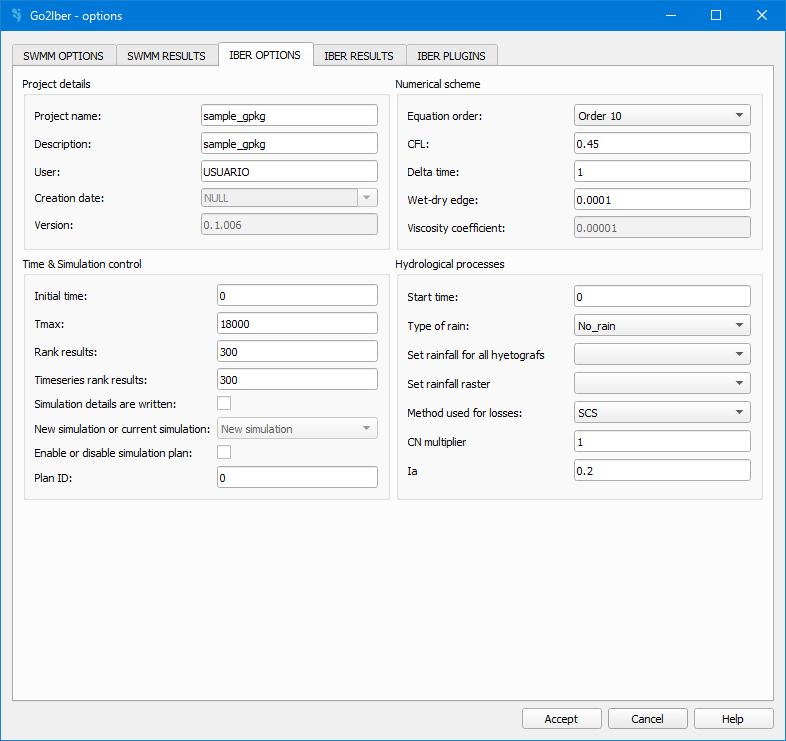 Go2Iber - options
SWMM OPTIONS
SWMM RESULTS
IBER OPTIONS
IBER RESULTS
IBER PLUGINS
Project details
Project name: sample_gpkg
Description: sample_gpkg
User: USUARIO
Creation date: NULL
Version: 0.1.006
Numerical scheme
Equation order: Order 10
CFL: 0.45
Delta time: 1
Wet-dry edge: 0.0001
Viscosity coefficient: 0.00001
Time & Simulation control
Initial time: 0
Tmax: 18000
Rank results: 300
Timeseries rank results: 300
Simulation details are written:
New simulation or current simulation: New simulation
Enable or disable simulation plan:
Plan ID: 0
Hydrological processes
Start time: 0
Type of rain: No_rain
Set rainfall for all hyetografs
Set rainfall raster
Method used for losses: SCS
CN multiplier 1
Ia 0.2
Accept
Cancel
Help